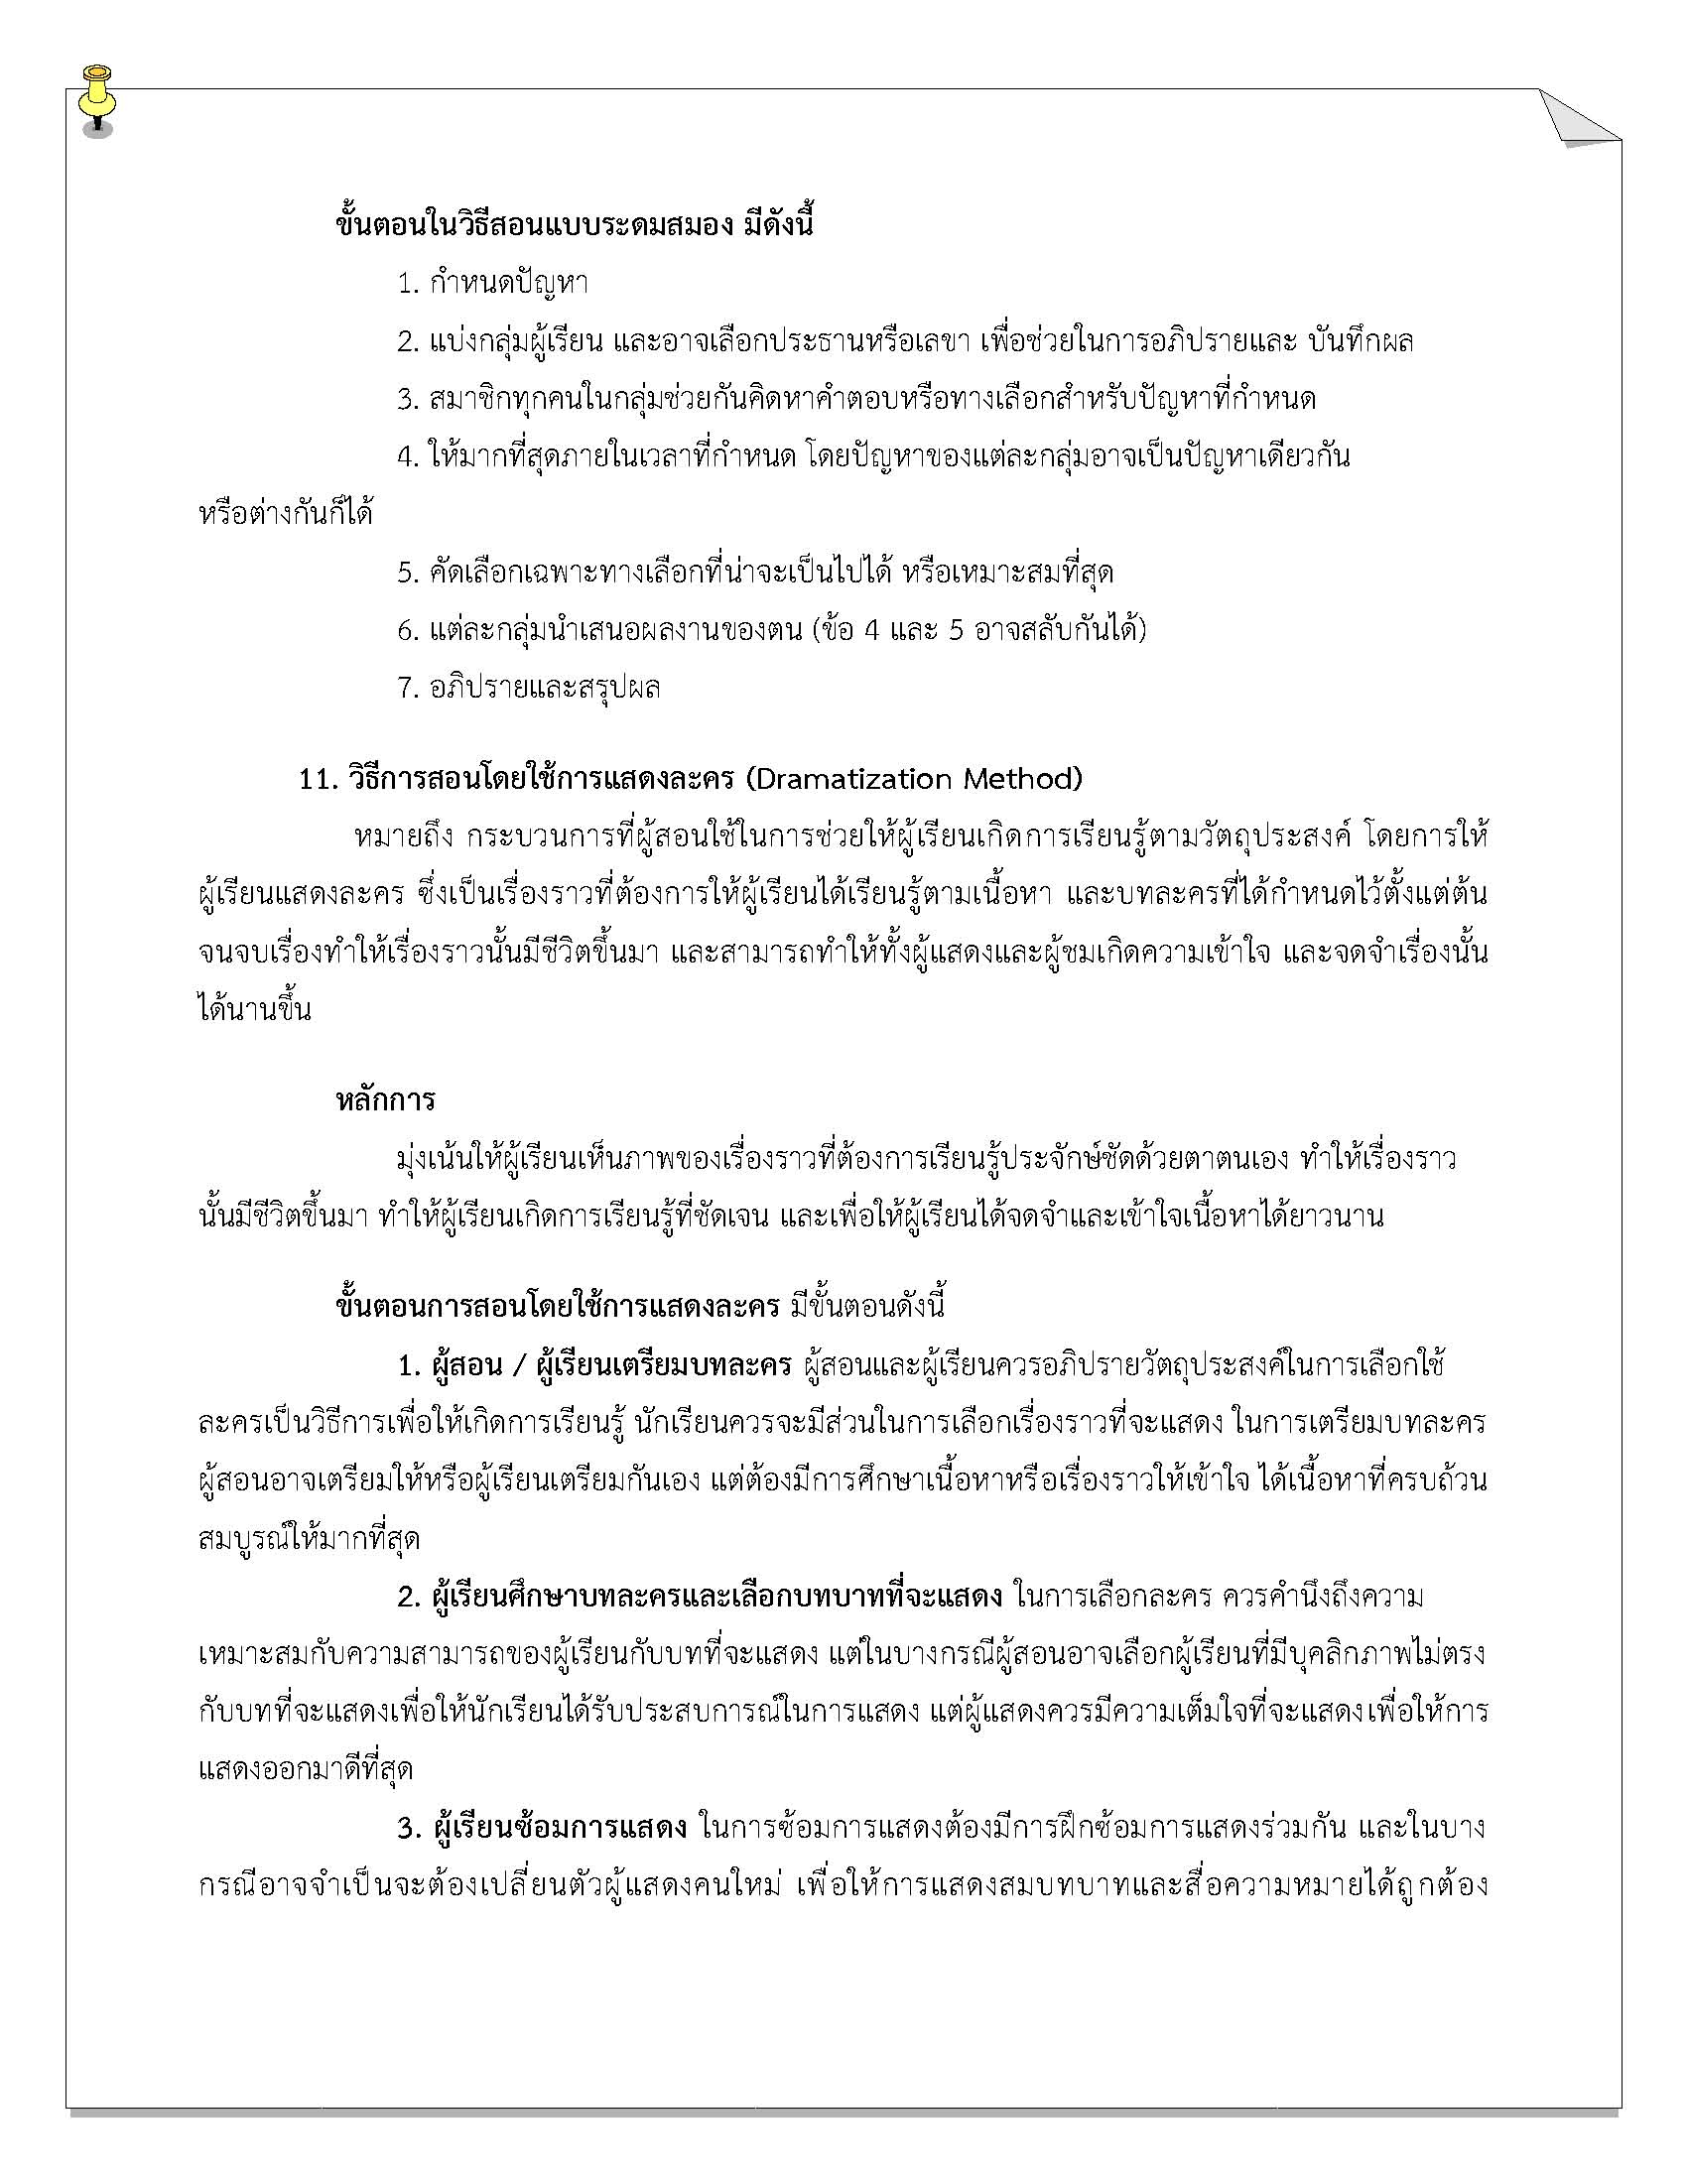 ขั้นตอนในวิธีสอนแบบระดมสมอง มีดังนี้
1. กำหนดปัญหา
2. แบ่งกลุ่มผู้เรียน และอาจเลือกประธานหรือเลขา เพื่อช่วยในการอภิปรายและ บันทึกผล
3. สมาชิกทุกคนในกลุ่มช่วยกันคิดหาคำตอบหรือทางเลือกสำหรับปัญหาที่กำหนด
4. ให้มากที่สุดภายในเวลาที่กำหนด โดยปัญหาของแต่ละกลุ่มอาจเป็นปัญหาเดียวกัน
หรือต่างกันก็ได้
5. คัดเลือกเฉพาะทางเลือกที่น่าจะเป็นไปได้ หรือเหมาะสมที่สุด
6. แต่ละกลุ่มนำเสนอผลงานของตน (ข้อ 4 และ 5 อาจสลับกันได้)
7. อภิปรายและสรุปผล
11. วิธีการสอนโดยใช้การแสดงละคร (Dramatization Method)
หมายถึง กระบวนการที่ผู้สอนใช้ในการช่วยให้ผู้เรียนเกิดการเรียนรู้ตามวัตถุประสงค์ โดยการให้
ผู้เรียนแสดงละคร ซึ่งเป็นเรื่องราวที่ต้องการให้ผู้เรียนได้เรียนรู้ตามเนื้อหา และบทละครที่ได้กำหนดไว้ตั้งแต่ต้น
จนจบเรื่องทำให้เรื่องราวนั้นมีชีวิตขึ้นมา และสามารถทำให้ทั้งผู้แสดงและผู้ชมเกิดความเข้าใจ และจดจำเรื่องนั้น
ได้นานขึ้น
หลักการ
มุ่งเน้นให้ผู้เรียนเห็นภาพของเรื่องราวที่ต้องการเรียนรู้ประจักษ์ชัดด้วยตาตนเอง ทำให้เรื่องราว
นั้นมีชีวิตขึ้นมา ทำให้ผู้เรียนเกิดการเรียนรู้ที่ชัดเจน และเพื่อให้ผู้เรียนได้จดจำและเข้าใจเนื้อหาได้ยาวนาน
ขั้นตอนการสอนโดยใช้การแสดงละคร มีขั้นตอนดังนี้
1. ผู้สอน / ผู้เรียนเตรียมบทละคร ผู้สอนและผู้เรียนควรอภิปรายวัตถุประสงค์ในการเลือกใช้
ละครเป็นวิธีการเพื่อให้เกิดการเรียนรู้ นักเรียนควรจะมีส่วนในการเลือกเรื่องราวที่จะแสดง ในการเตรียมบทละคร
ผู้สอนอาจเตรียมให้หรือผู้เรียนเตรียมกันเอง แต่ต้องมีการศึกษาเนื้อหาหรือเรื่องราวให้เข้าใจ ได้เนื้อหาที่ครบถ้วน
สมบูรณ์ให้มากที่สุด
2. ผู้เรียนศึกษาบทละครและเลือกบทบาทที่จะแสดง ในการเลือกละคร ควรคำนึงถึงความ
เหมาะสมกับความสามารถของผู้เรียนกับบทที่จะแสดง แต่ในบางกรณีผู้สอนอาจเลือกผู้เรียนที่มีบุคลิกภาพไม่ตรง
กับบทที่จะแสดงเพื่อให้นักเรียนได้รับประสบการณ์ในการแสดง แต่ผู้แสดงควรมีความเต็มใจที่จะแสดงเพื่อให้การ
แสดงออกมาดีที่สุด
3. ผู้เรียนซ้อมการแสดง ในการซ้อมการแสดงต้องมีการฝึกซ้อมการแสดงร่วมกัน และในบาง
กรณีอาจจำเป็นจะต้องเปลี่ยนตัวผู้แสดงคนใหม่ เพื่อให้การแสดงสมบทบาทและสื่อความหมายได้ถูกต้อง